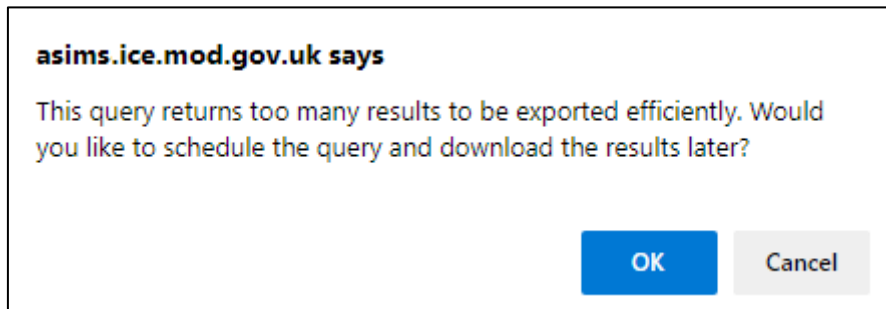 asims.ice.mod.gov.uk says
This query returns too many results to be exported efficiently. Would
you like to schedule the query and download the results later?
OK
Cancel